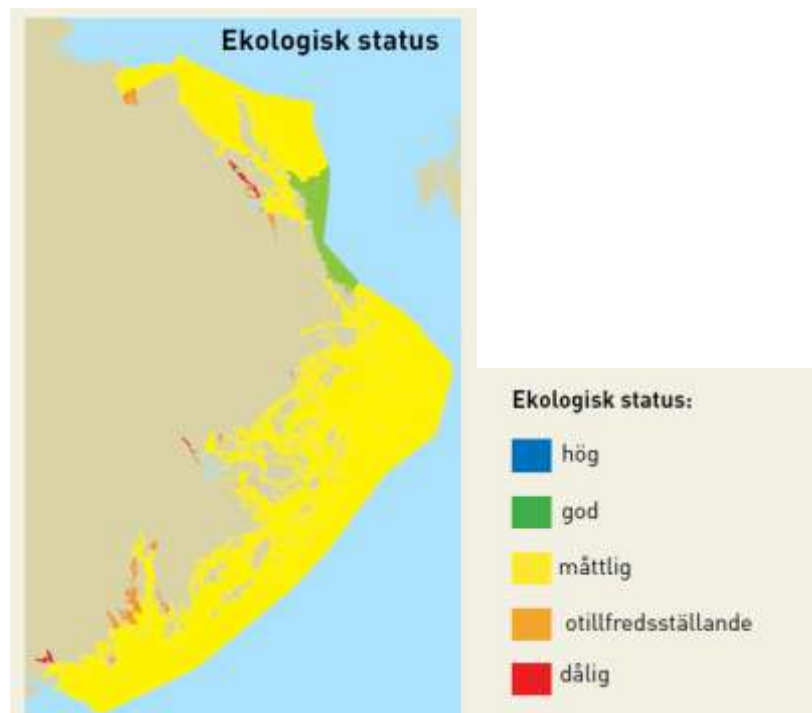 Ekologisk status
Ekologisk status:
hög
god
måttlig
otillfredsställande
dålig